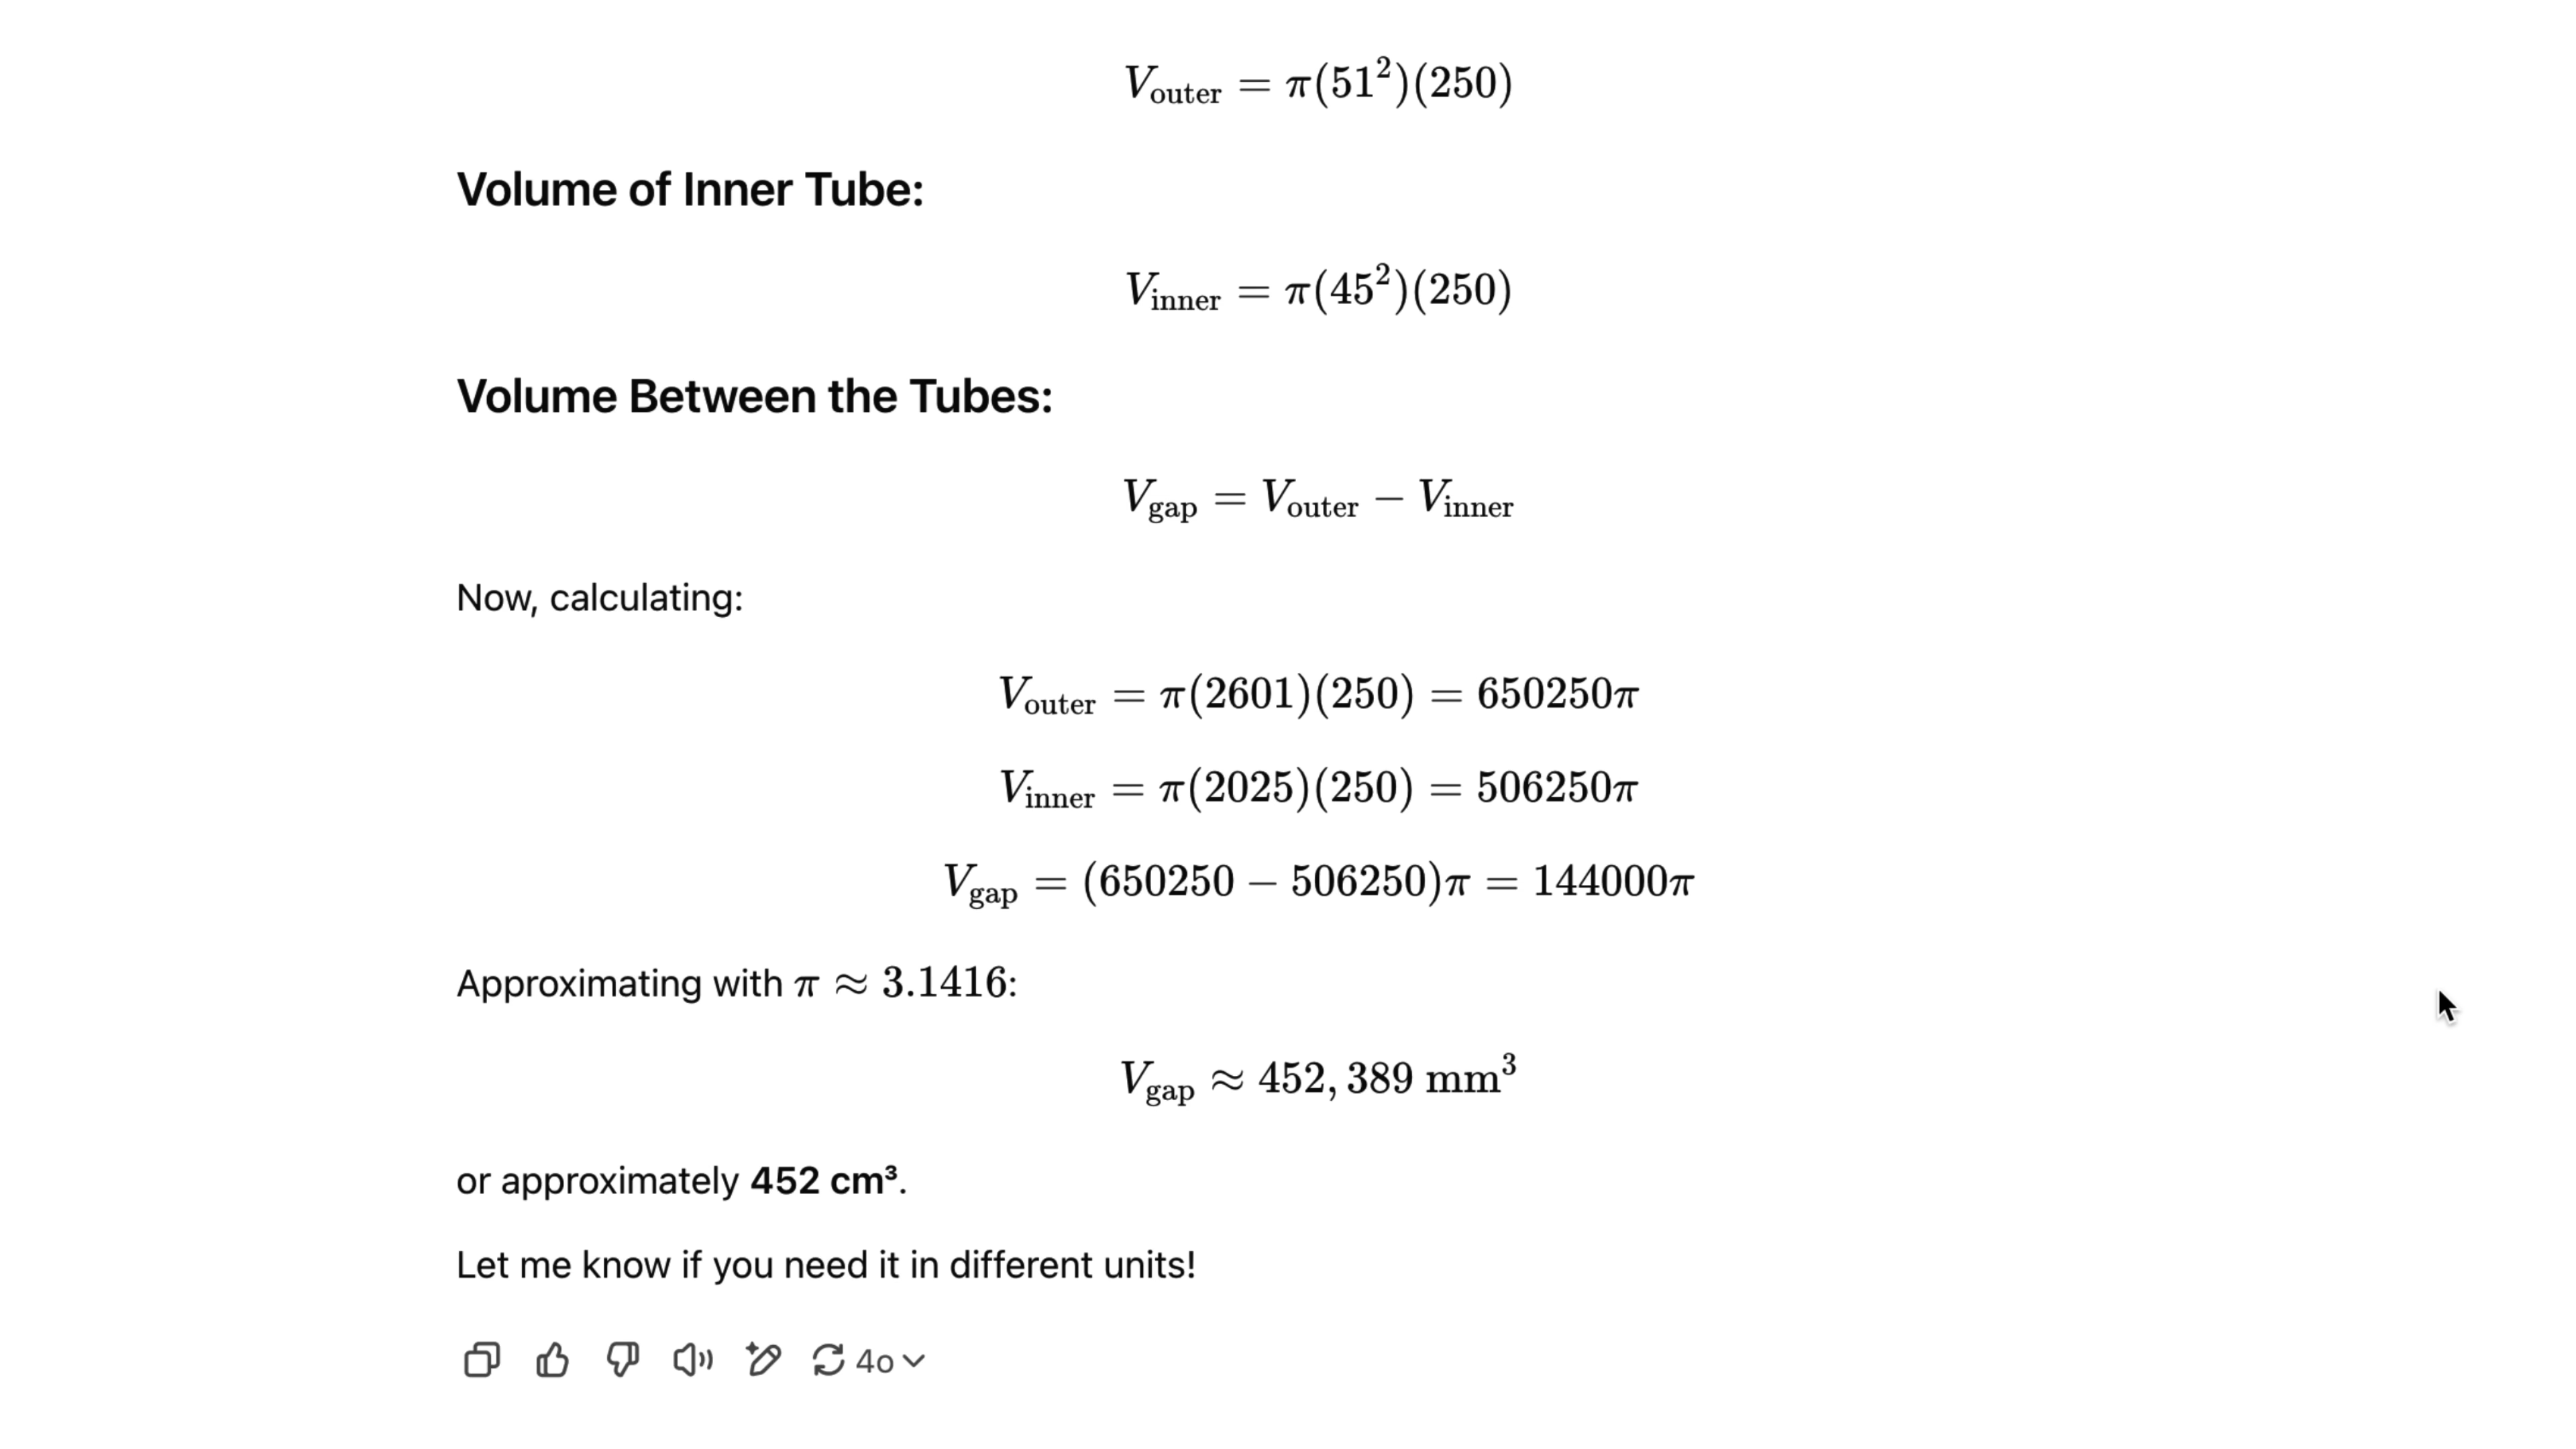 V_outer = π(51²)(250)
Volume of Inner Tube:
V_inner = π(45²)(250)
Volume Between the Tubes:
V_gap = V_outer − V_inner
Now, calculating:
V_outer = π(2601)(250) = 650250π
V_inner = π(2025)(250) = 506250π
V_gap = (650250 − 506250)π = 144000π
Approximating with π ≈ 3.1416:
V_gap ≈ 452,389 mm³
or approximately 452 cm³.
Let me know if you need it in different units!
4o